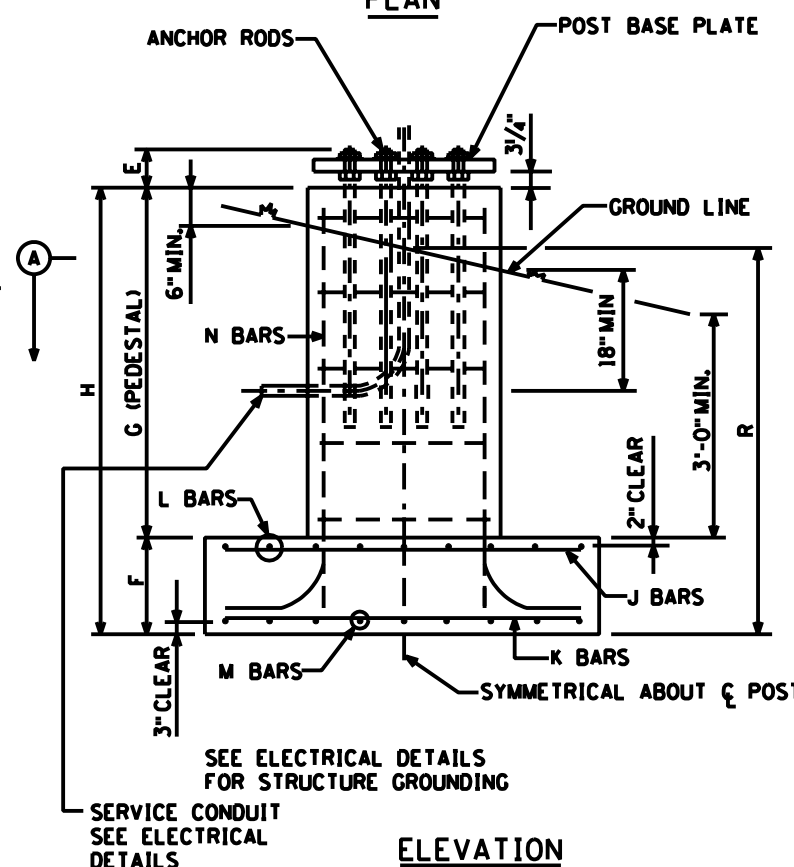 PLAN
ANCHOR RODS
POST BASE PLATE
3¼"
E
GROUND LINE
A
6" MIN.
G (PEDESTAL)
H
N BARS
18" MIN
3'-0" MIN.
R
2" CLEAR
L BARS
F
J BARS
K BARS
M BARS
3" CLEAR
SYMMETRICAL ABOUT ℄ POST
SEE ELECTRICAL DETAILS
FOR STRUCTURE GROUNDING
SERVICE CONDUIT
SEE ELECTRICAL
DETAILS
ELEVATION